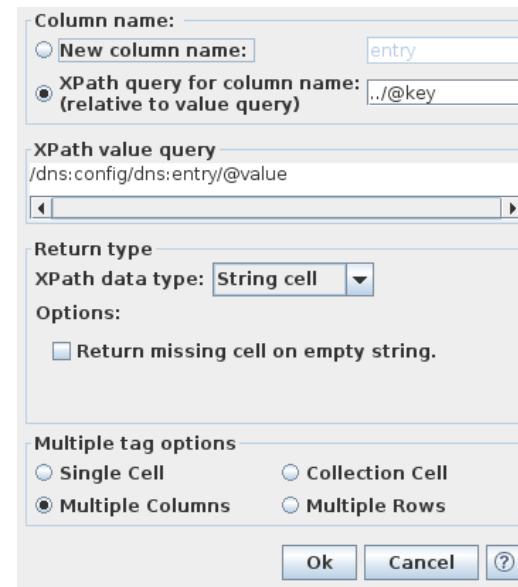 Column name:
New column name:
entry
XPath query for column name:
(relative to value query)
../@key
XPath value query
/dns:config/dns:entry/@value
Return type
XPath data type: String cell
Options:
Return missing cell on empty string.
Multiple tag options
Single Cell
Collection Cell
Multiple Columns
Multiple Rows
Ok
Cancel
?